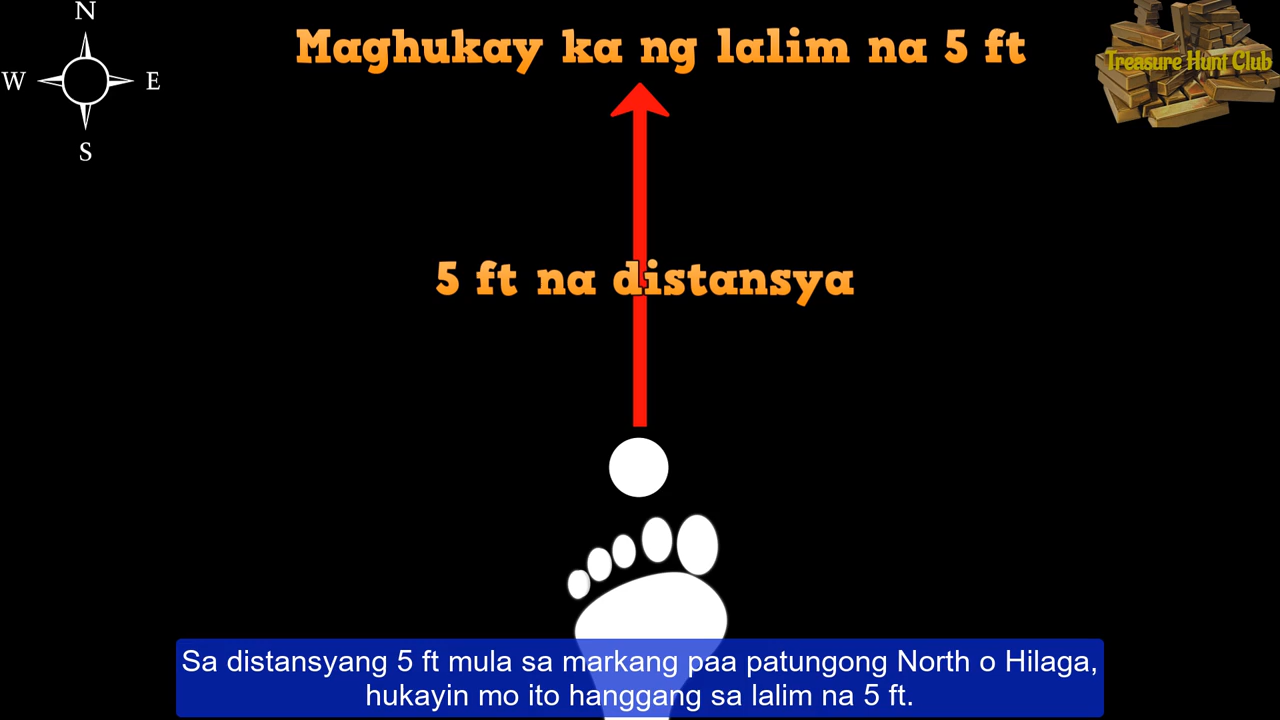 N
Maghukay ka ng lalim na 5 ft
Treasure Hunt Club
W E
S
5 ft na distansya
Sa distansyang 5 ft mula sa markang paa patungong North o Hilaga,
hukayin mo ito hanggang sa lalim na 5 ft.